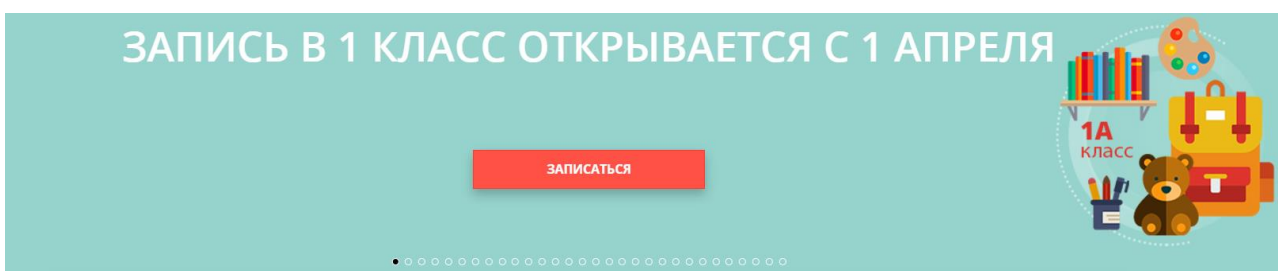 ЗАПИСЬ В 1 КЛАСС ОТКРЫВАЕТСЯ С 1 АПРЕЛЯ
1А
класс
ЗАПИСАТЬСЯ